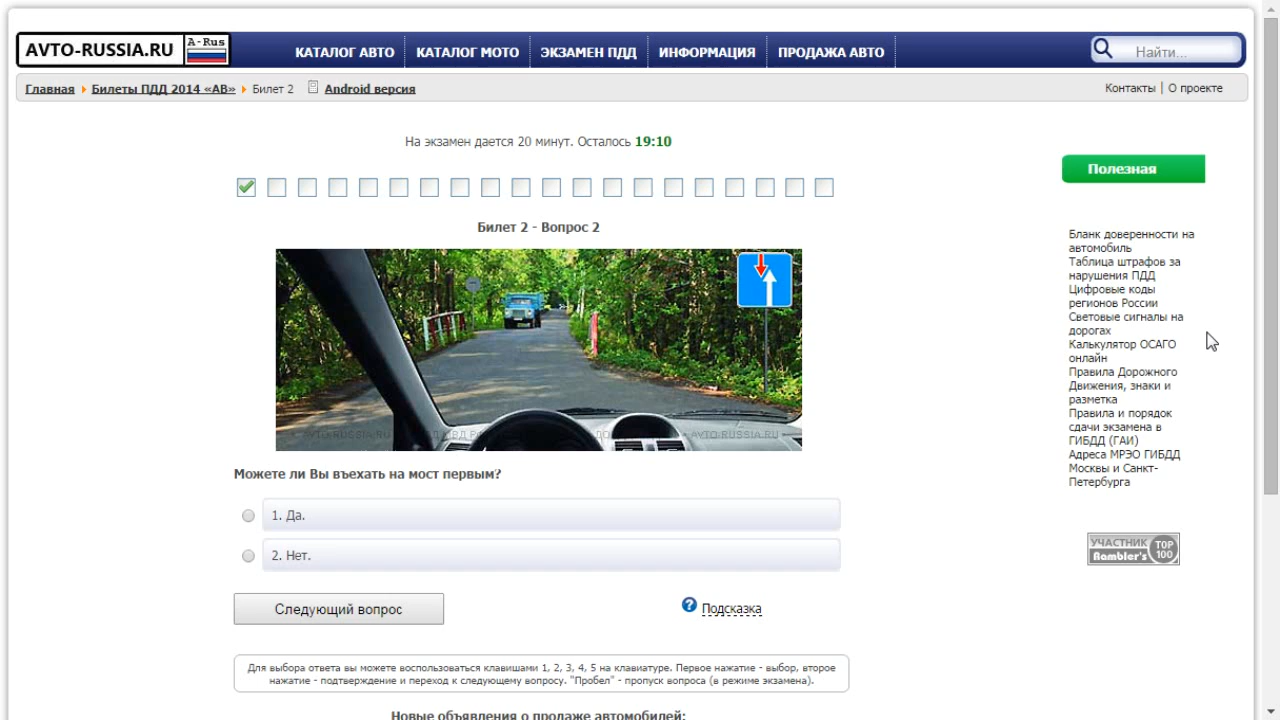 AVTO-RUSSIA.RU A-Rus
КАТАЛОГ АВТО КАТАЛОГ МОТО ЭКЗАМЕН ПДД ИНФОРМАЦИЯ ПРОДАЖА АВТО
Найти...
Главная Билеты ПДД 2014 «AB» Билет 2 Android версия
Контакты | О проекте
На экзамен дается 20 минут. Осталось 19:10
Билет 2 - Вопрос 2
AVTO-RUSSIA.RU
Можете ли Вы въехать на мост первым?
1. Да.
2. Нет.
Следующий вопрос
Подсказка
Для выбора ответа вы можете воспользоваться клавишами 1, 2, 3, 4, 5 на клавиатуре. Первое нажатие - выбор, второе
нажатие - подтверждение и переход к следующему вопросу. "Пробел" - пропуск вопроса (в режиме экзамена).
Новые объявления о продаже автомобилей:
Полезная
Бланк доверенности на
автомобиль
Таблица штрафов за
нарушения ПДД
Цифровые коды
регионов России
Световые сигналы на
дорогах
Калькулятор ОСАГО
онлайн
Правила Дорожного
Движения, знаки и
разметка
Правила и порядок
сдачи экзамена в
ГИБДД (ГАИ)
Адреса МРЭО ГИБДД
Москвы и Санкт-
Петербурга
УЧАСТНИК
Rambler's
TOP
100